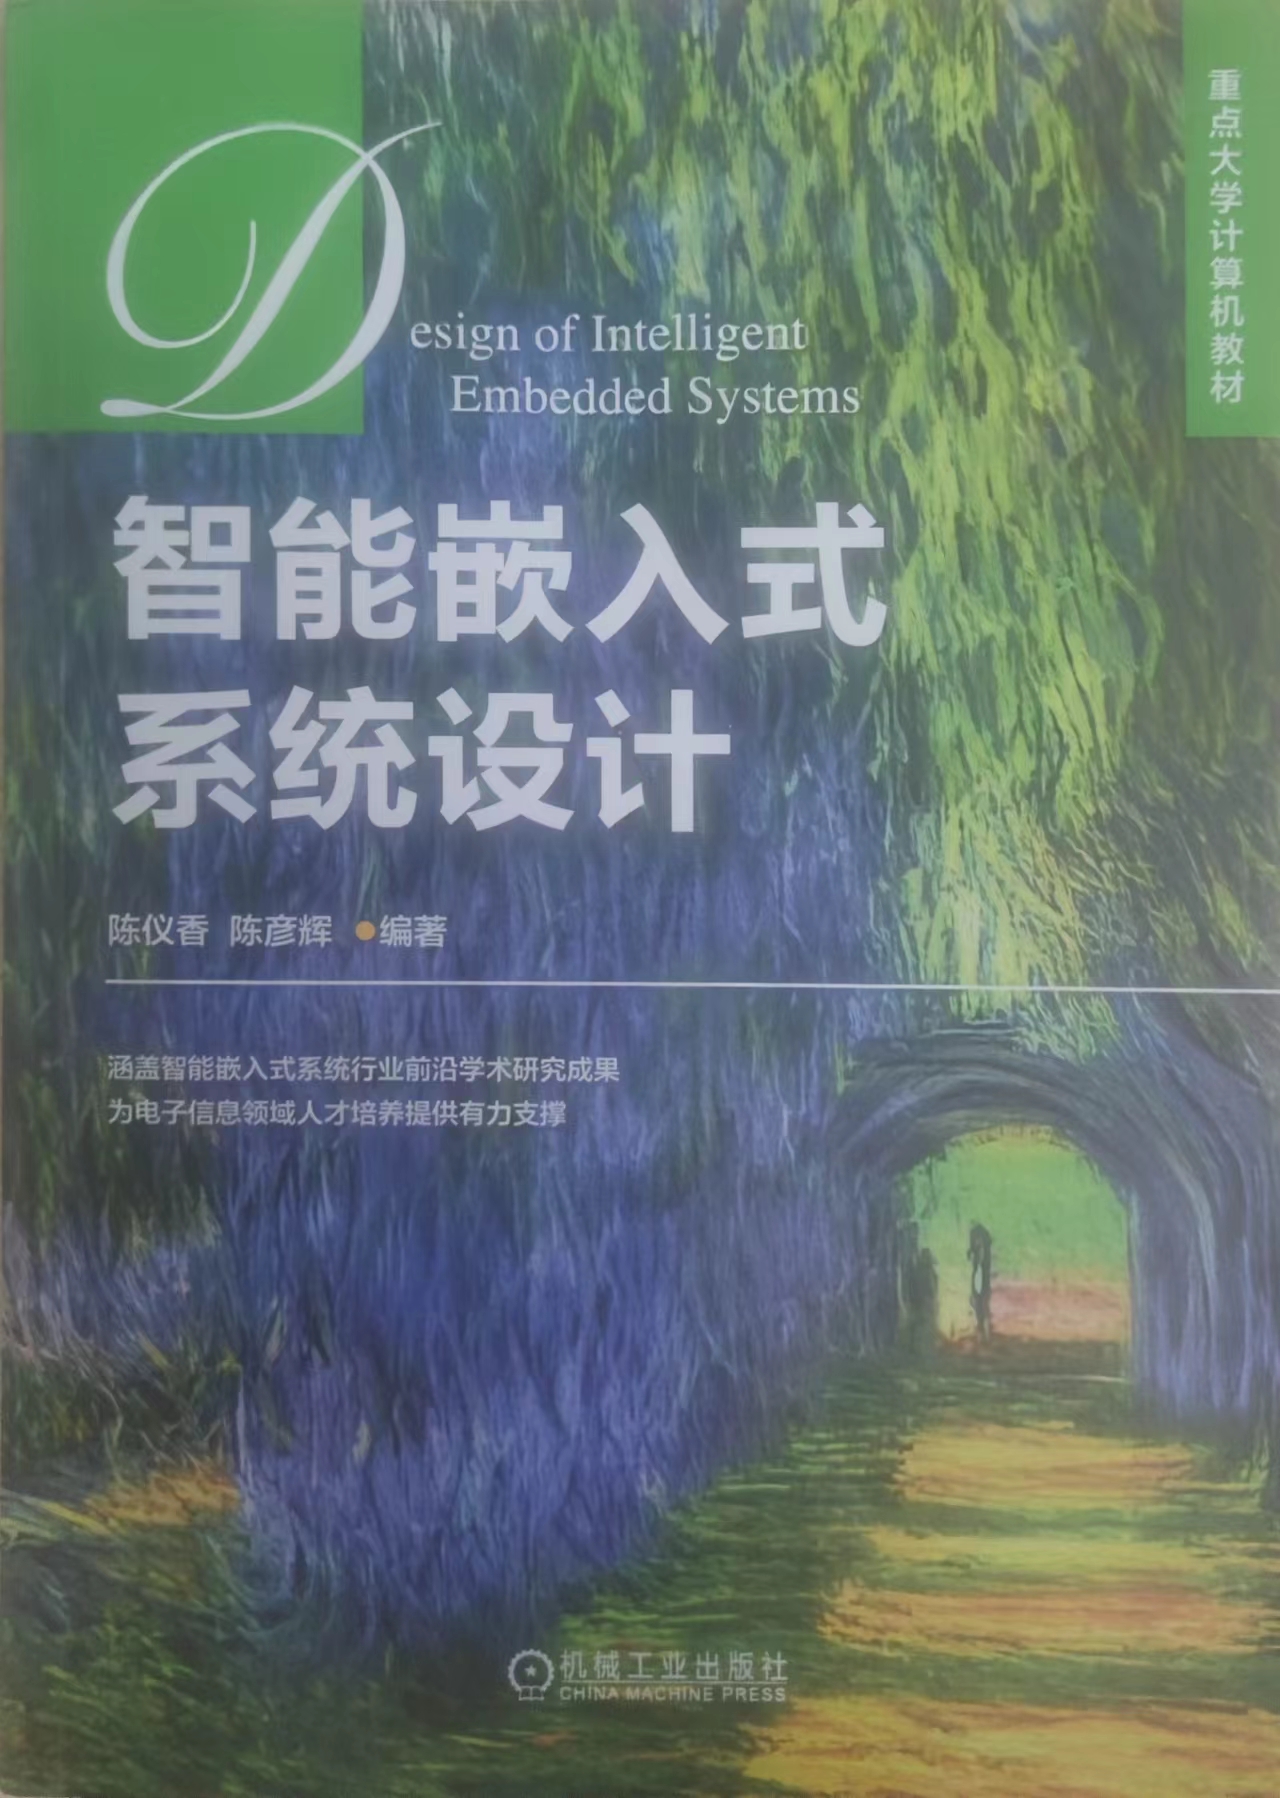 重点大学计算机教材
Design of Intelligent
Embedded Systems
智能嵌入式
系统设计
陈仪香 陈彦辉 ●编著
涵盖智能嵌入式系统行业前沿学术研究成果
为电子信息领域人才培养提供有力支撑
机械工业出版社
CHINA MACHINE PRESS